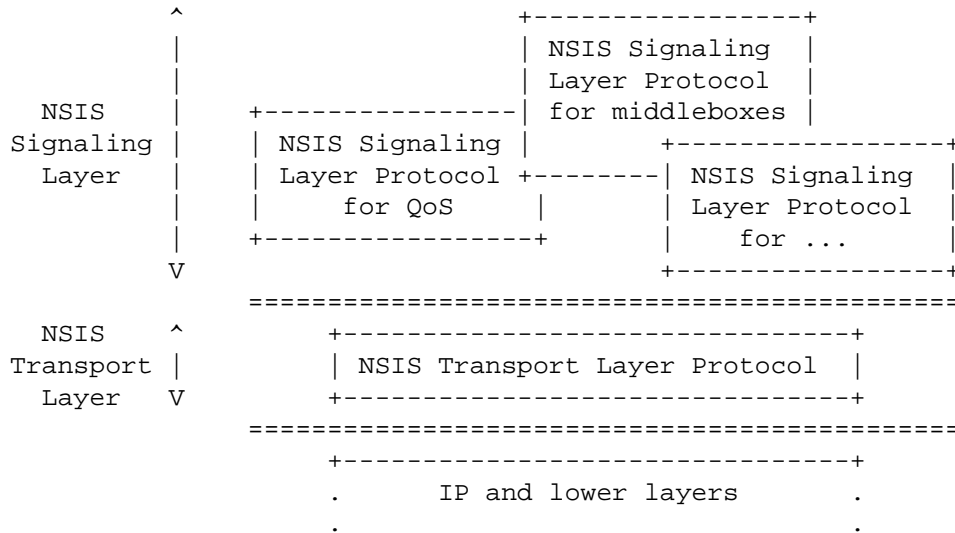 ^                     +-----------------+
        |                     | NSIS Signaling  |
        |                     | Layer Protocol  |
  NSIS  |    +----------------| for middleboxes |
Signaling |  | NSIS Signaling |        +-----------------+
  Layer |    | Layer Protocol +--------| NSIS Signaling  |
        |    |     for QoS     |       | Layer Protocol  |
        |    +-----------------+       |    for ...      |
        V                              +-----------------+
             =============================================
  NSIS  ^         +--------------------------------+
Transport |       | NSIS Transport Layer Protocol  |
  Layer V         +--------------------------------+
             =============================================
                  +--------------------------------+
                  .      IP and lower layers       .
                  .                                .